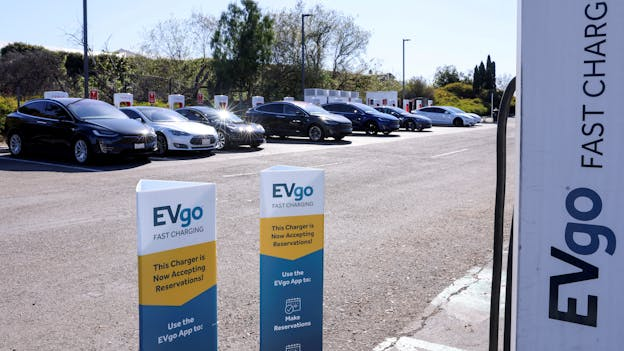 EVgo
FAST CHARGING
This Charger is
Now Accepting
Reservations!
Use the
EVgo App to:
EVgo
FAST CHARGING
This Charger is
Now Accepting
Reservations!
Use the
EVgo App to:
Make
Reservations
EVgo FAST CHARG